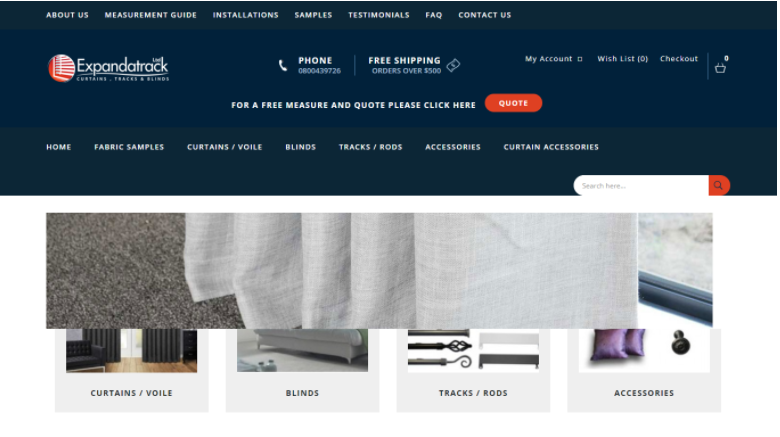 ABOUT US MEASUREMENT GUIDE INSTALLATIONS SAMPLES TESTIMONIALS FAQ CONTACT US
Expandatrack Ltd
CURTAINS , TRACKS & BLINDS
PHONE
0800439726
FREE SHIPPING
ORDERS OVER $500
My Account Wish List (0) Checkout 0
FOR A FREE MEASURE AND QUOTE PLEASE CLICK HERE QUOTE
HOME FABRIC SAMPLES CURTAINS / VOILE BLINDS TRACKS / RODS ACCESSORIES CURTAIN ACCESSORIES
Search here...
CURTAINS / VOILE BLINDS TRACKS / RODS ACCESSORIES